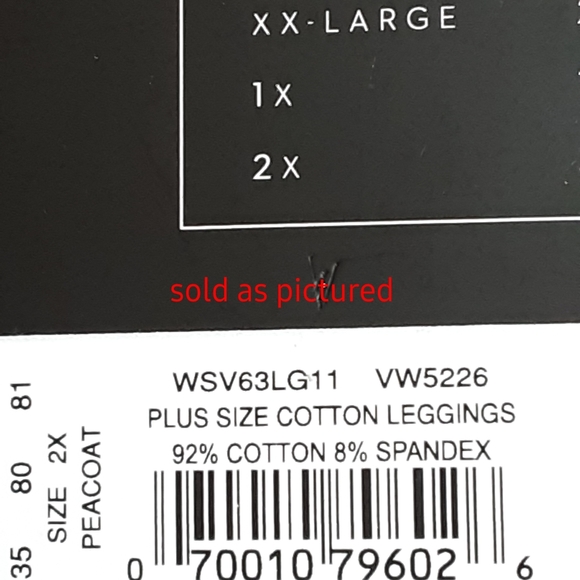 XX-LARGE
1X
2X
sold as pictured
WSV63LG11 VW5226
PLUS SIZE COTTON LEGGINGS
92% COTTON 8% SPANDEX
0 70010 79602 6
SIZE 2X
PEACOAT
35 80 81